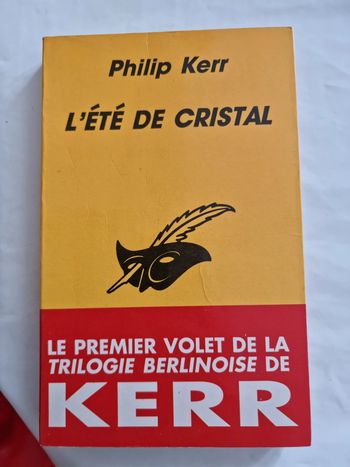 Philip Kerr
L'ÉTÉ DE CRISTAL
LE PREMIER VOLET DE LA
TRILOGIE BERLINOISE DE
KERR